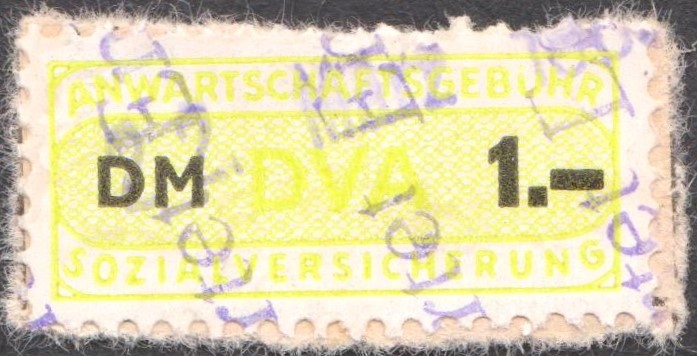 ANWARTSCHAFTSGEBÜHR
DM DVA 1.–
SOZIALVERSICHERUNG